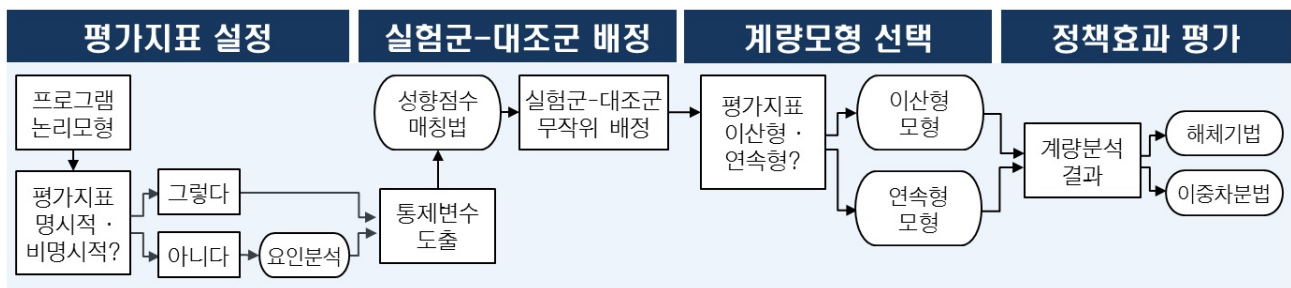 평가지표 설정
실험군-대조군 배정
계량모형 선택
정책효과 평가
프로그램
논리모형
평가지표
명시적 ·
비명시적?
그렇다
아니다
요인분석
성향점수
매칭법
통제변수
도출
실험군-대조군
무작위 배정
평가지표
이산형 ·
연속형?
이산형
모형
연속형
모형
계량분석
결과
해체기법
이중차분법